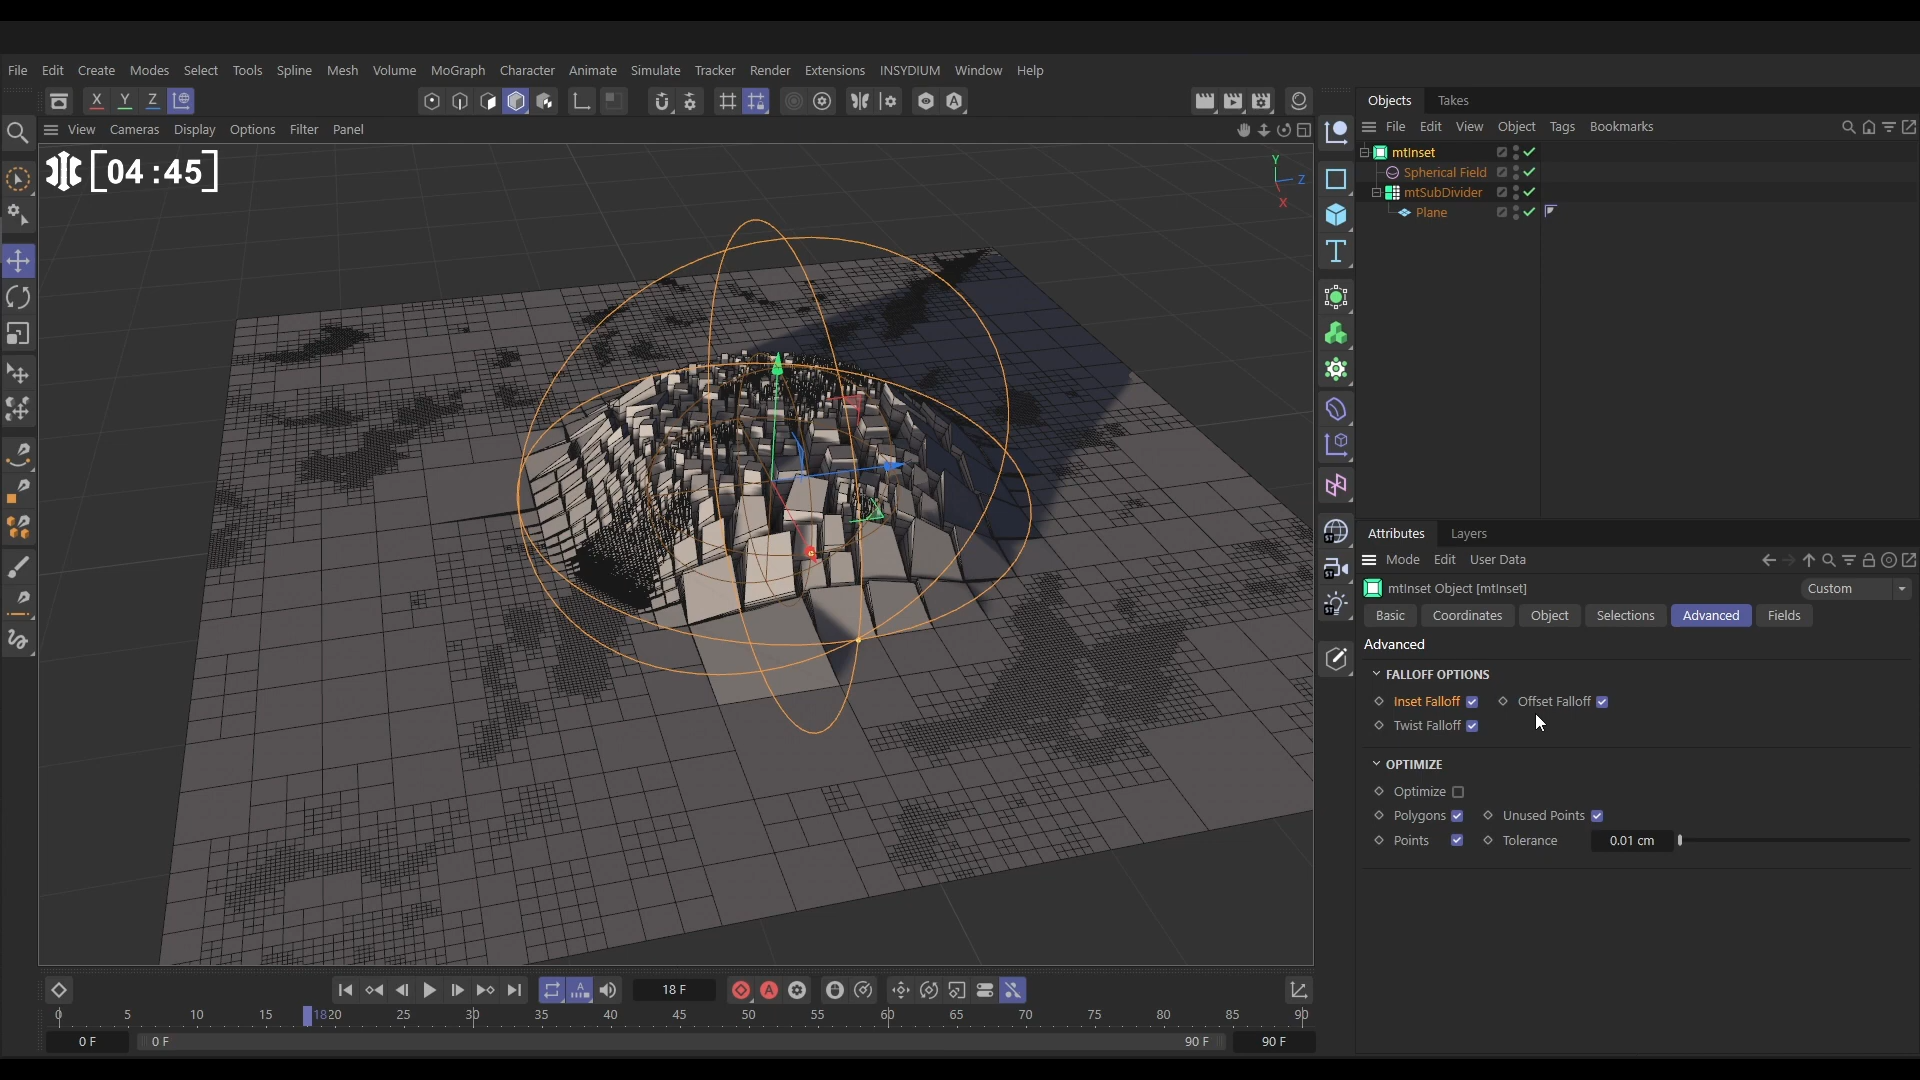 File Edit Create Modes Select Tools Spline Mesh Volume MoGraph Character Animate Simulate Tracker Render Extensions INSYDIUM Window Help
X Y Z
Objects Takes
View Cameras Display Options Filter Panel
File Edit View Object Tags Bookmarks
[04:45]
Y
Z
X
mtInset
Spherical Field
mtSubDivider
Plane
Attributes Layers
Mode Edit User Data
mtInset Object [mtInset] Custom
Basic Coordinates Object Selections Advanced Fields
Advanced
FALLOFF OPTIONS
Inset Falloff Offset Falloff
Twist Falloff
OPTIMIZE
Optimize
Polygons Unused Points
Points Tolerance 0.01 cm
18 F
0 5 10 15 1820 25 30 35 40 45 50 55 60 65 70 75 80 85 90
0 F 0 F 90 F 90 F